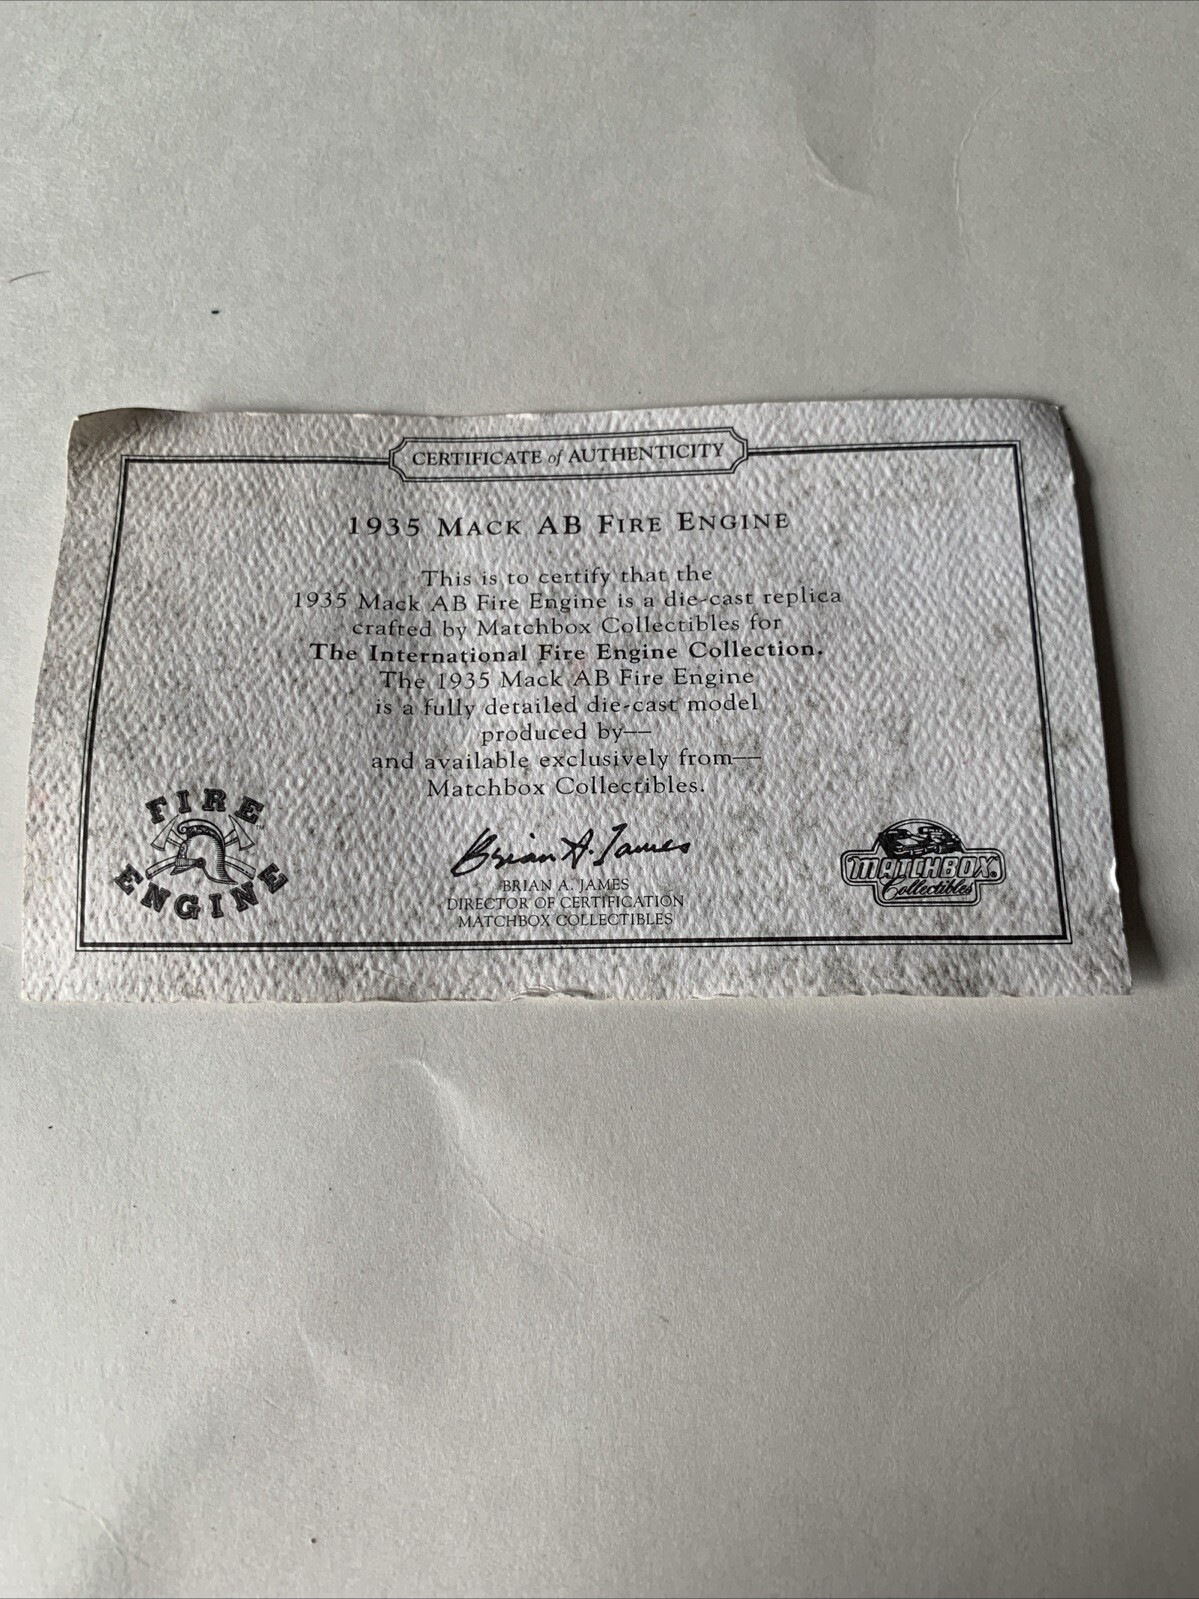 CERTIFICATE of AUTHENTICITY
1935 MACK AB FIRE ENGINE
This is to certify that the
1935 Mack AB Fire Engine is a die-cast replica
crafted by Matchbox Collectibles for
The International Fire Engine Collection.
The 1935 Mack AB Fire Engine
is a fully detailed die-cast model
produced by—
and available exclusively from—
Matchbox Collectibles.
FIRE
ENGINE
™
Brian A. James
BRIAN A. JAMES
DIRECTOR OF CERTIFICATION
MATCHBOX COLLECTIBLES
MATCHBOX®
Collectibles